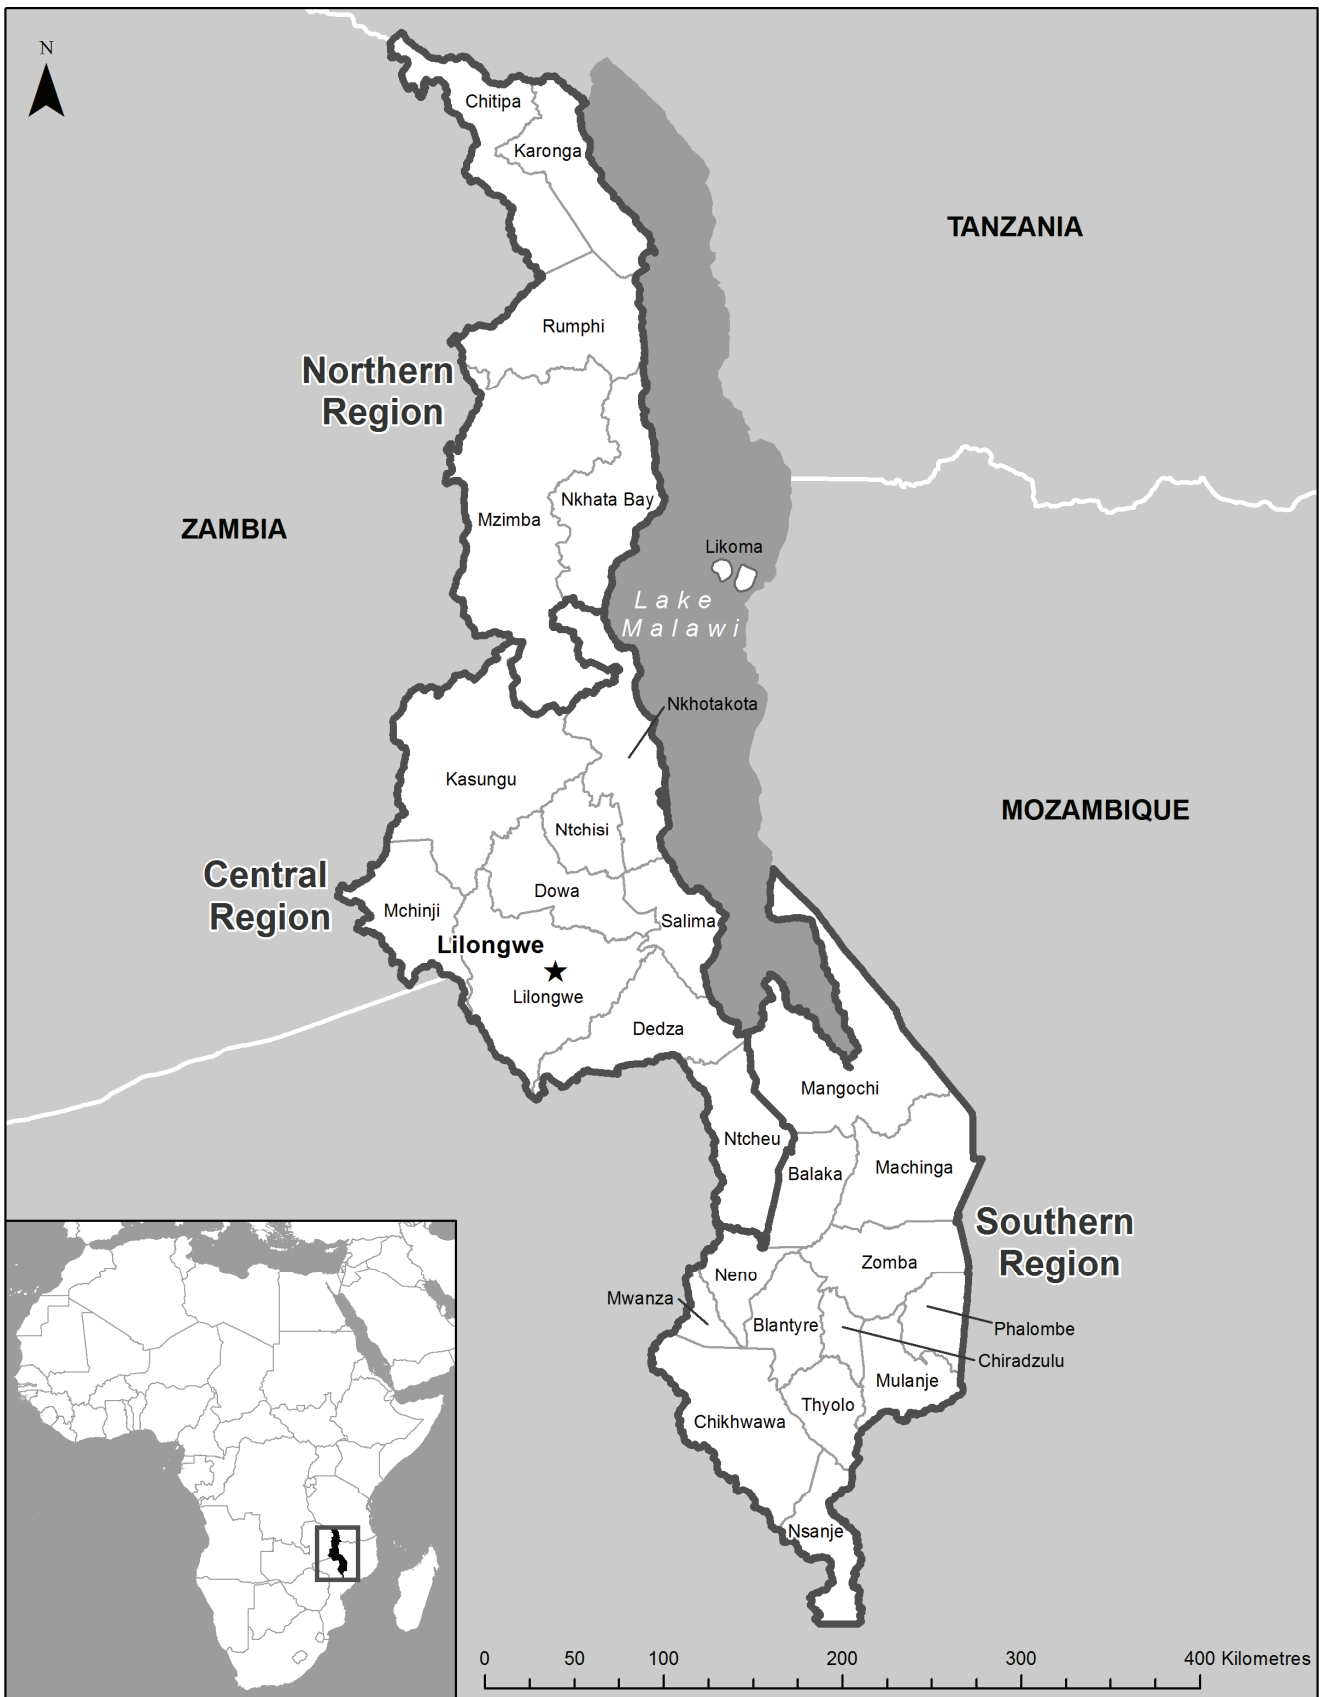 N
Chitipa
Karonga
TANZANIA
Rumphi
Northern
Region
Nkhata Bay
Mzimba
ZAMBIA
Likoma
Lake
Malawi
Nkhotakota
Kasungu
MOZAMBIQUE
Ntchisi
Central
Region
Dowa
Mchinji
Salima
Lilongwe
Lilongwe
Dedza
Mangochi
Ntcheu
Balaka
Machinga
Southern
Region
Zomba
Neno
Mwanza
Blantyre
Phalombe
Chiradzulu
Mulanje
Thyolo
Chikhwawa
Nsanje
0 50 100 200 300 400 Kilometres